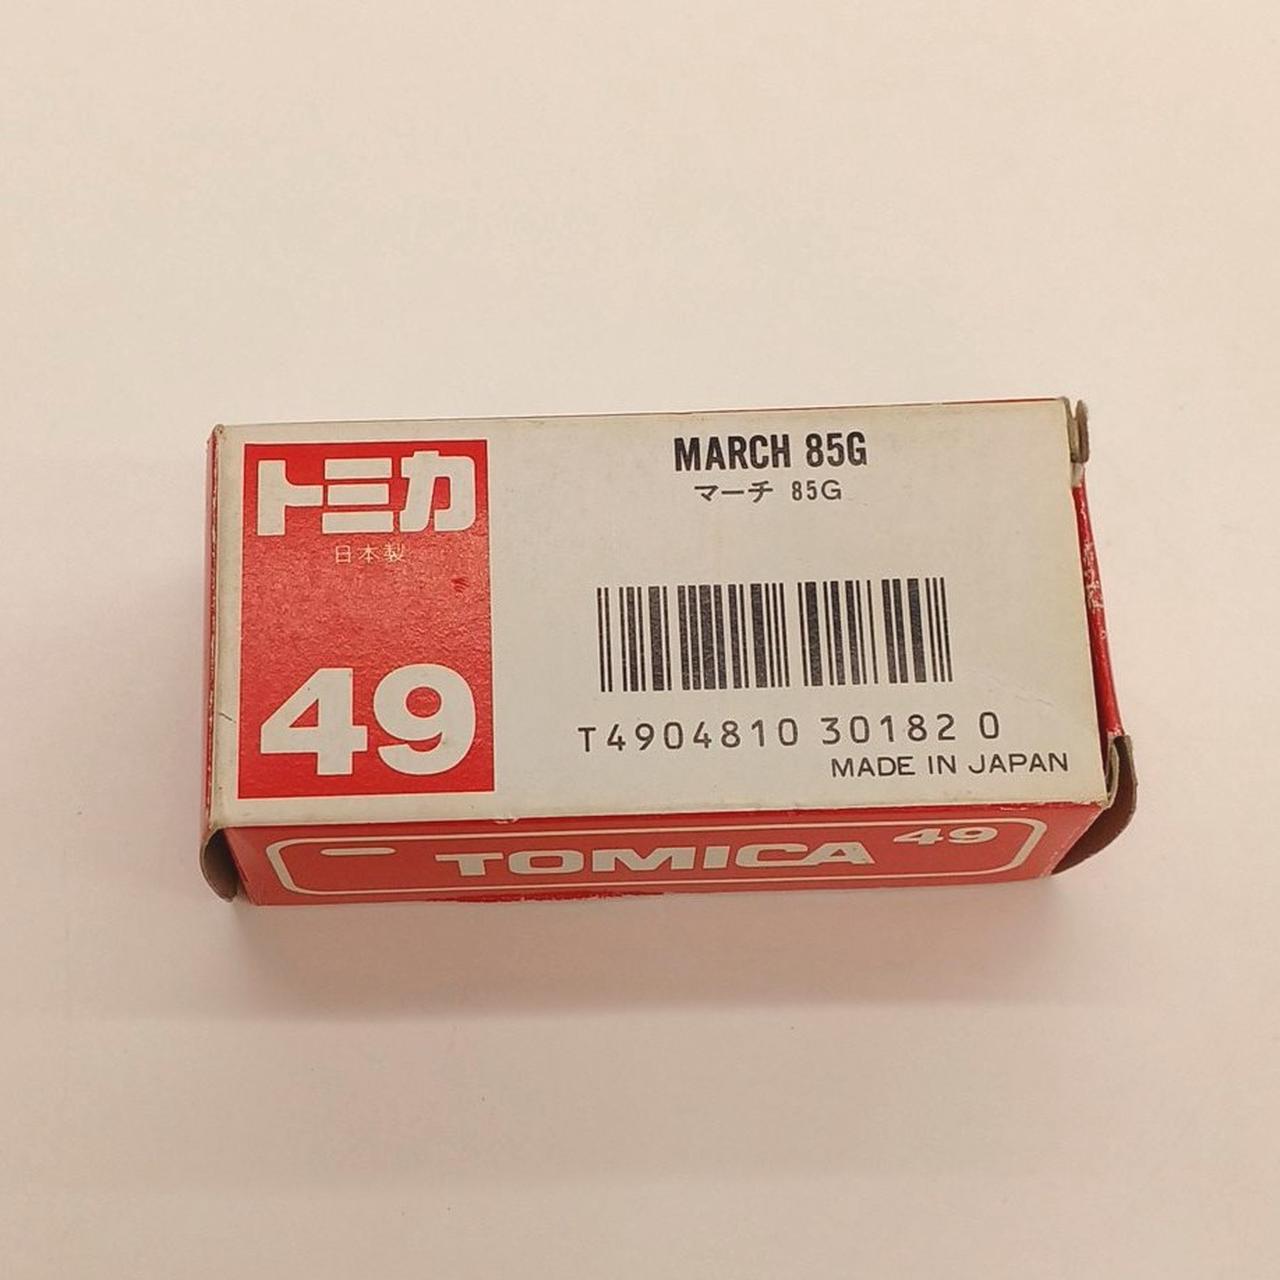 トミカ
日本製
49
MARCH 85G
マーチ 85G
T4904810 30182 0
MADE IN JAPAN
TOMICA 49